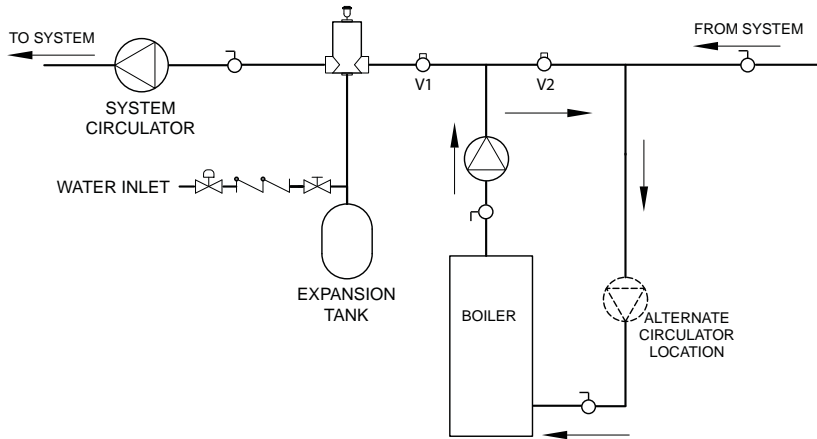 TO SYSTEM
FROM SYSTEM
SYSTEM
CIRCULATOR
V1
V2
WATER INLET
EXPANSION
TANK
BOILER
ALTERNATE
CIRCULATOR
LOCATION